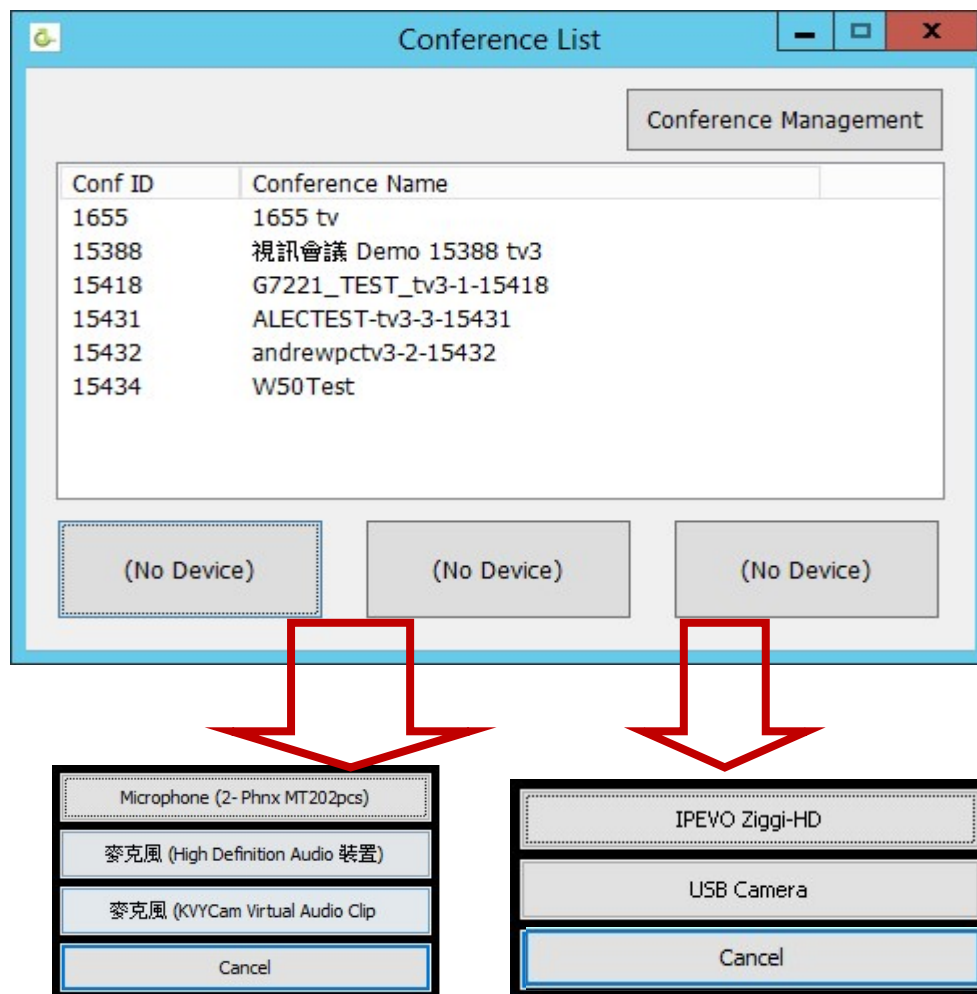 Conference List
Conference Management
Conf ID Conference Name
1655 1655 tv
15388 視訊會議 Demo 15388 tv3
15418 G7221_TEST_tv3-1-15418
15431 ALECTEST-tv3-3-15431
15432 andrewpctv3-2-15432
15434 W50Test
(No Device) (No Device) (No Device)
Microphone (2- Phnx MT202pcs)
麥克風 (High Definition Audio 裝置)
麥克風 (KVYCam Virtual Audio Clip
Cancel
IPEVO Ziggi-HD
USB Camera
Cancel